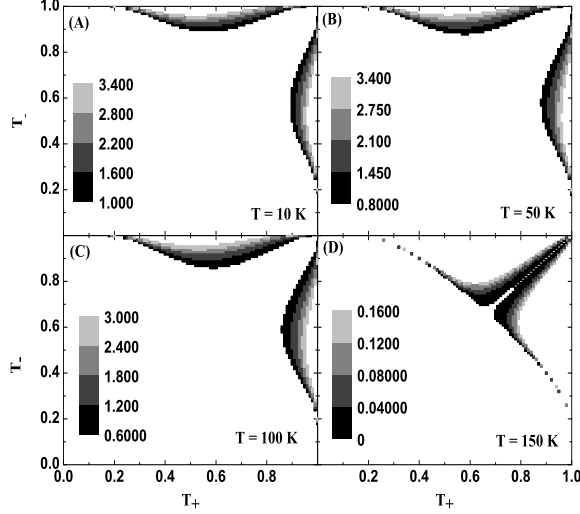 1.0 (A) (B)
0.8 3.400 3.400
0.6 2.800 2.750
T- 2.200 2.100
0.4 1.600 1.450
0.2 1.000 0.8000
T = 10 K T = 50 K
1.0 (C) (D)
0.8
0.6 3.000 0.1600
T- 2.400 0.1200
0.4 1.800 0.08000
0.2 1.200 0.04000
0.6000 0
T = 100 K T = 150 K
0.0
0.0 0.2 0.4 0.6 0.8 0.2 0.4 0.6 0.8 1.0
T+ T+